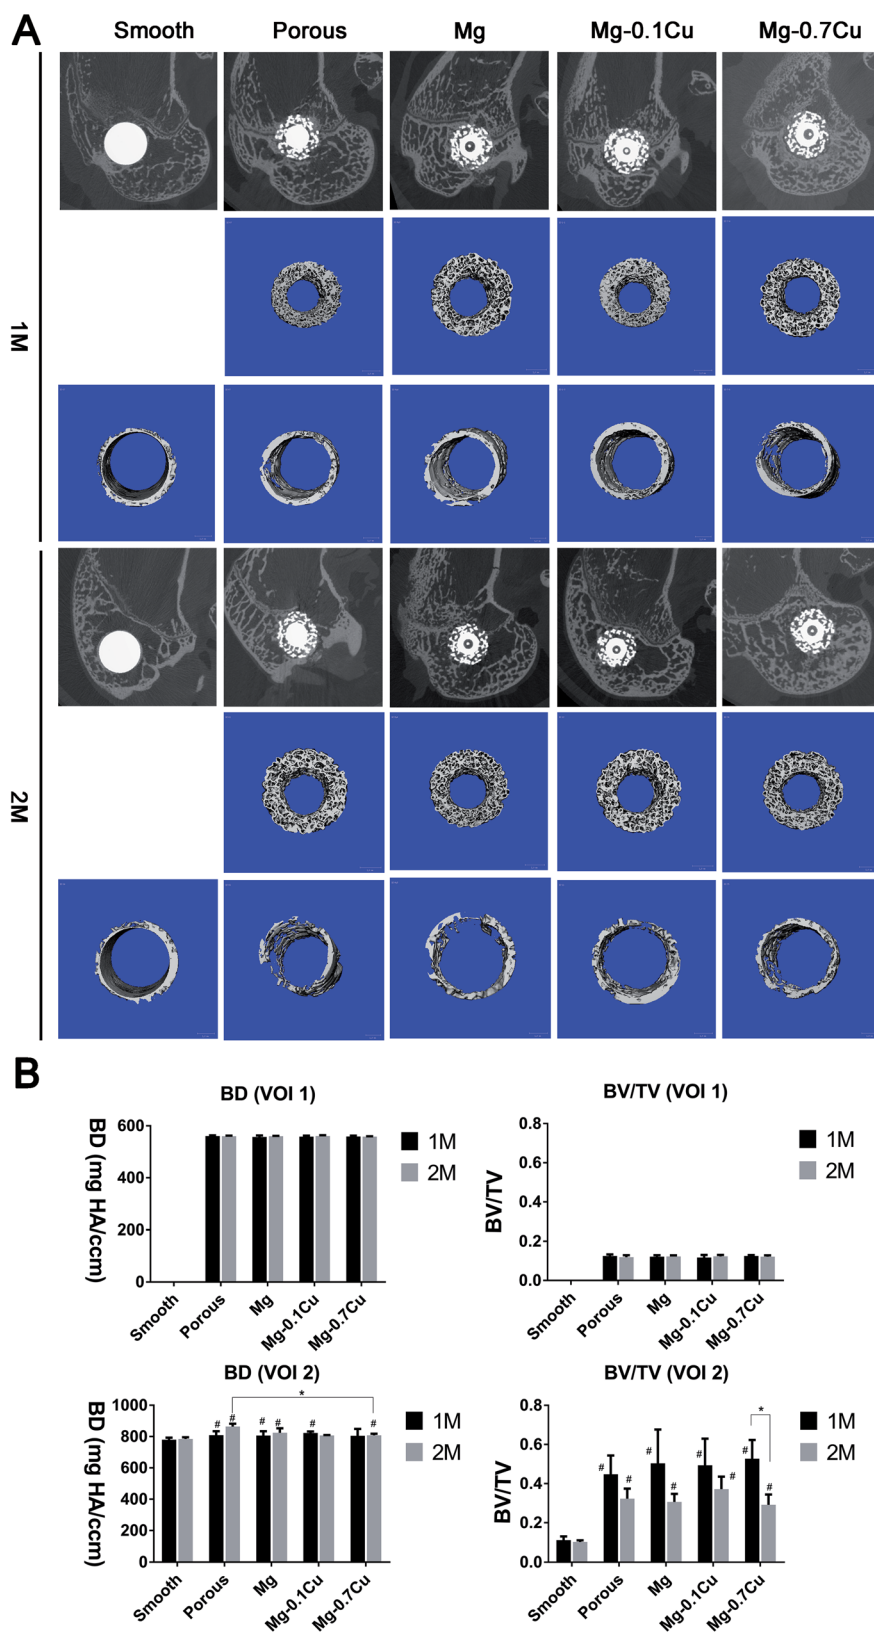 A
Smooth Porous Mg Mg-0.1Cu Mg-0.7Cu
1M
2M
B
BD (VOI 1)
BD (mg HA/ccm)
600
400
200
0
Smooth Porous Mg Mg-0.1Cu Mg-0.7Cu
1M
2M
BV/TV (VOI 1)
BV/TV
0.8
0.6
0.4
0.2
0.0
Smooth Porous Mg Mg-0.1Cu Mg-0.7Cu
1M
2M
BD (VOI 2)
BD (mg HA/ccm)
1000
800
600
400
200
0
*
# # # # # #
Smooth Porous Mg Mg-0.1Cu Mg-0.7Cu
1M
2M
BV/TV (VOI 2)
BV/TV
0.8
0.6
0.4
0.2
0.0
*
# # # # # # # #
Smooth Porous Mg Mg-0.1Cu Mg-0.7Cu
1M
2M